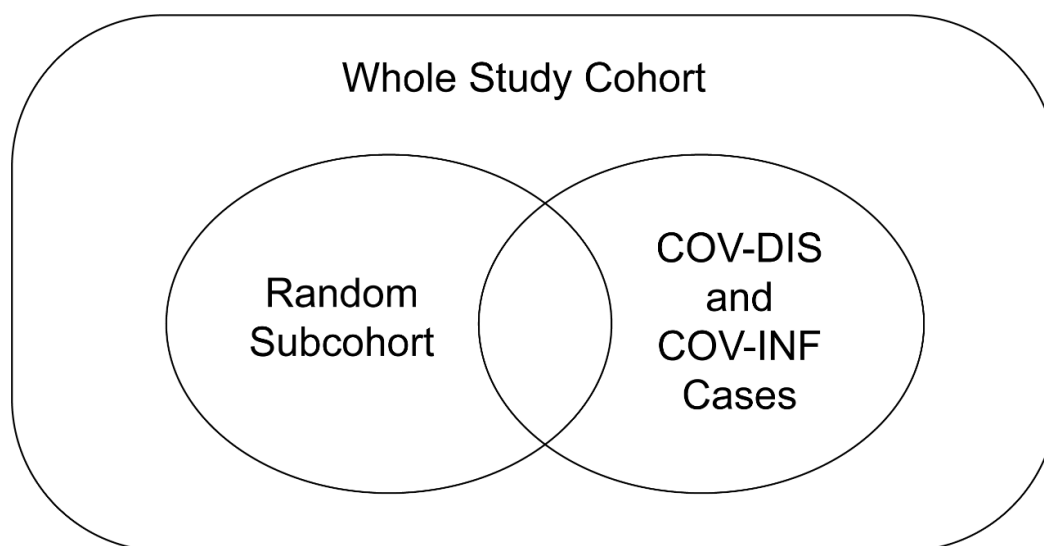 Whole Study Cohort
Random
Subcohort
COV-DIS
and
COV-INF
Cases